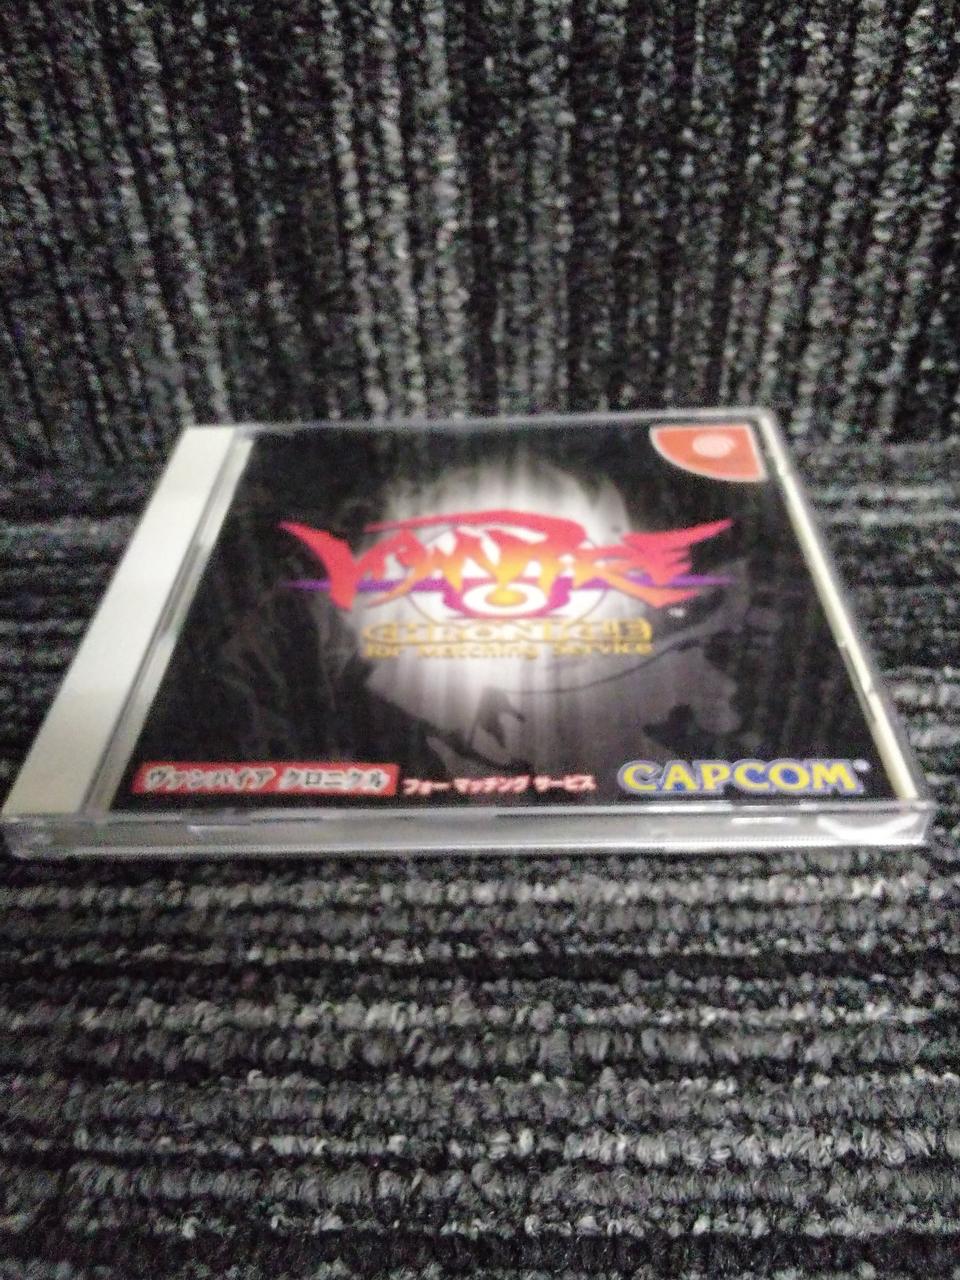 VAMPIRE
TM
CHRONICLE
for Matching Service
ヴァンパイア クロニクル フォー マッチング サービス
CAPCOM®